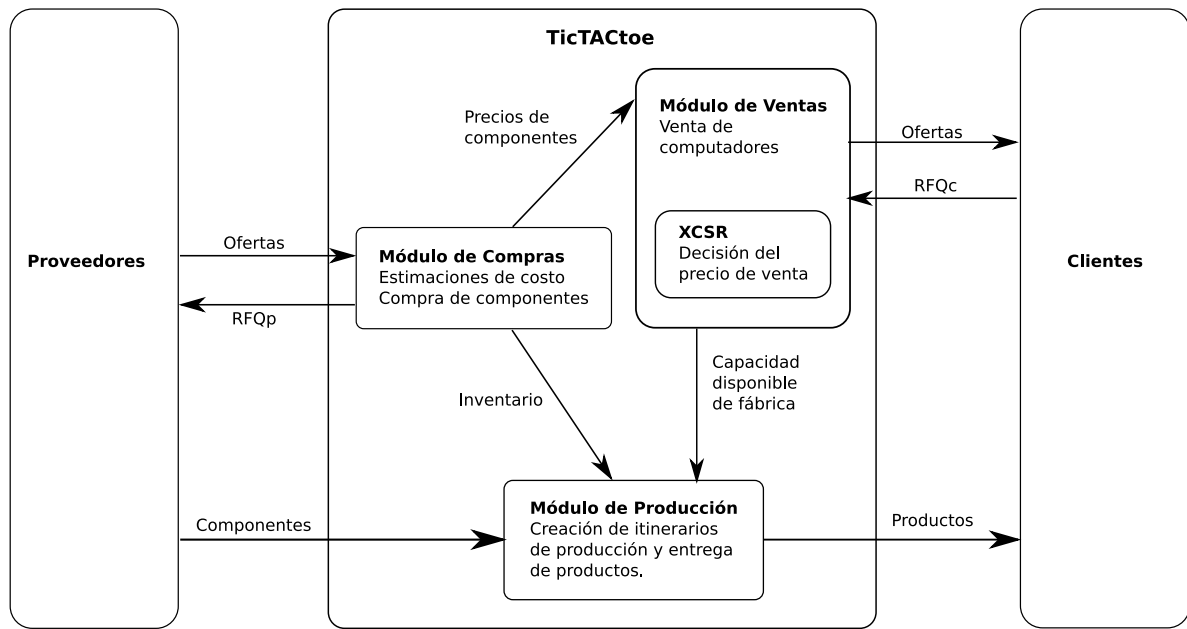 TicTACtoe
Proveedores
Ofertas
RFQp
Componentes
Precios de
componentes
Módulo de Compras
Estimaciones de costo
Compra de componentes
Inventario
Módulo de Ventas
Venta de
computadores
XCSR
Decisión del
precio de venta
Capacidad
disponible
de fábrica
Módulo de Producción
Creación de itinerarios
de producción y entrega
de productos.
Ofertas
RFQc
Productos
Clientes